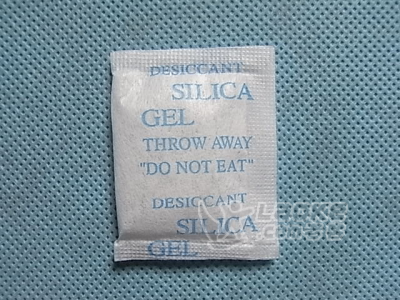 DESICCANT
SILICA
GEL
THROW AWAY
"DO NOT EAT"
DESICCANT
SILICA
GEL